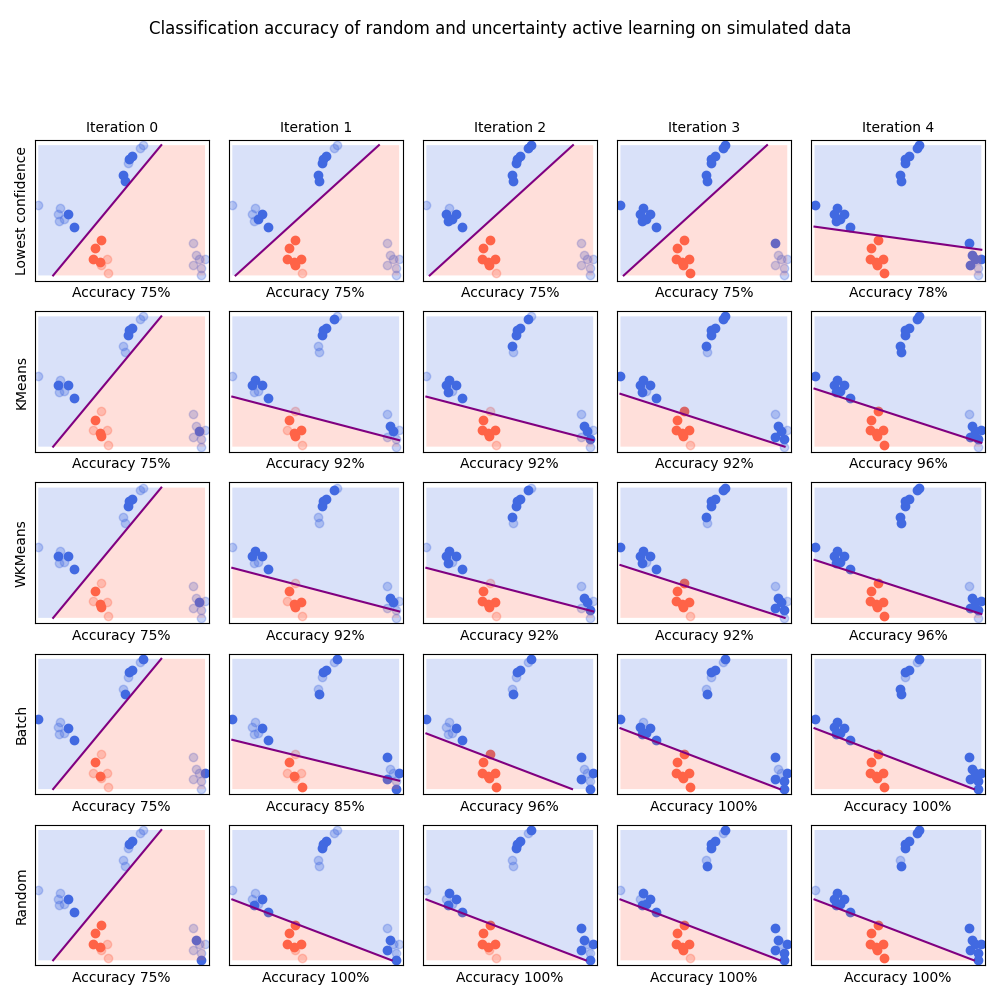 Classification accuracy of random and uncertainty active learning on simulated data
Iteration 0 Iteration 1 Iteration 2 Iteration 3 Iteration 4
Lowest confidence
Accuracy 75% Accuracy 75% Accuracy 75% Accuracy 75% Accuracy 78%
KMeans
Accuracy 75% Accuracy 92% Accuracy 92% Accuracy 92% Accuracy 96%
WKMeans
Accuracy 75% Accuracy 92% Accuracy 92% Accuracy 92% Accuracy 96%
Batch
Accuracy 75% Accuracy 85% Accuracy 96% Accuracy 100% Accuracy 100%
Random
Accuracy 75% Accuracy 100% Accuracy 100% Accuracy 100% Accuracy 100%